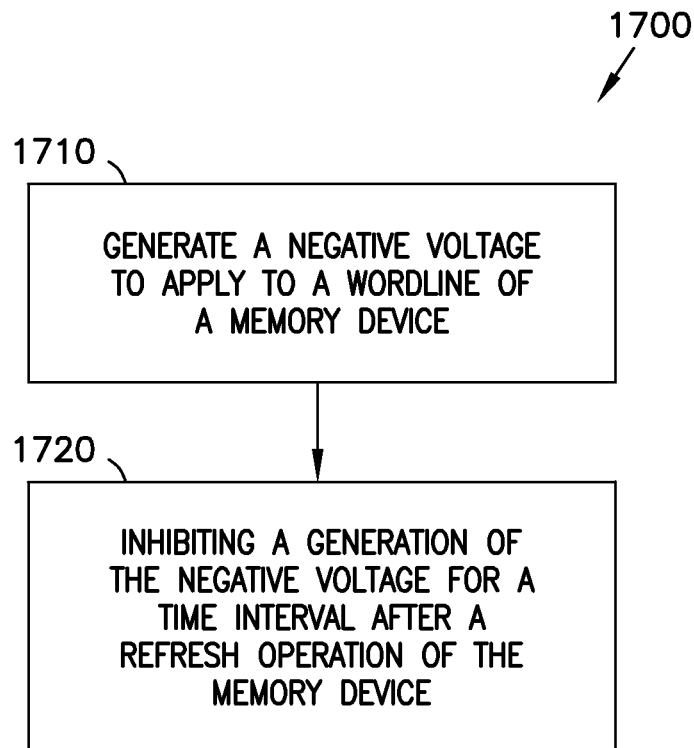 1700
1710
GENERATE A NEGATIVE VOLTAGE
TO APPLY TO A WORDLINE OF
A MEMORY DEVICE
1720
INHIBITING A GENERATION OF
THE NEGATIVE VOLTAGE FOR A
TIME INTERVAL AFTER A
REFRESH OPERATION OF THE
MEMORY DEVICE